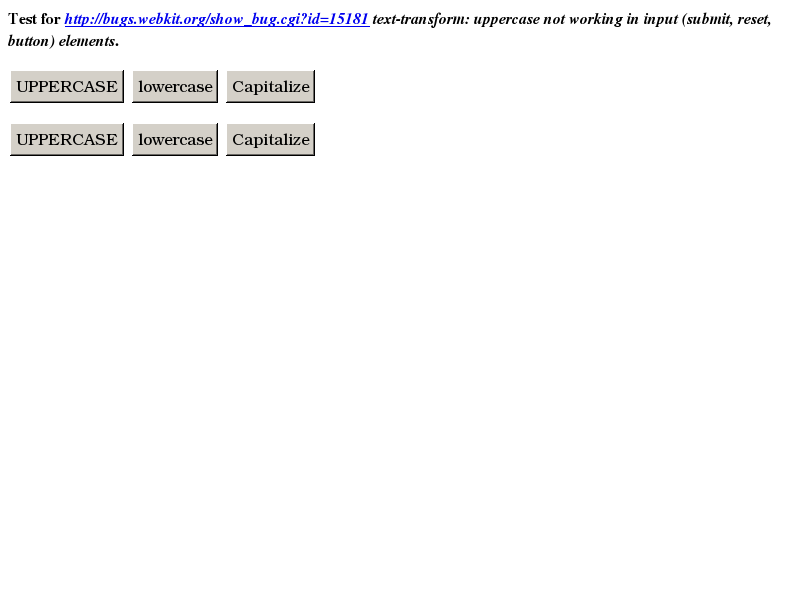 Test for http://bugs.webkit.org/show_bug.cgi?id=15181 text-transform: uppercase not working in input (submit, reset,
button) elements.
UPPERCASE lowercase Capitalize
UPPERCASE lowercase Capitalize